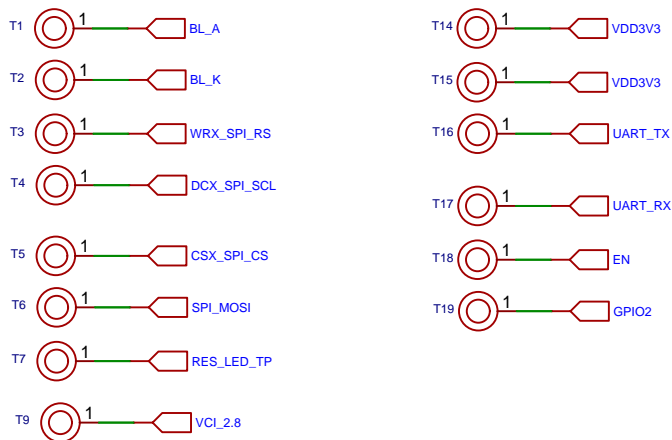 T1 1 BL_A
T2 1 BL_K
T3 1 WRX_SPI_RS
T4 1 DCX_SPI_SCL
T5 1 CSX_SPI_CS
T6 1 SPI_MOSI
T7 1 RES_LED_TP
T9 1 VCI_2.8
T14 1 VDD3V3
T15 1 VDD3V3
T16 1 UART_TX
T17 1 UART_RX
T18 1 EN
T19 1 GPIO2